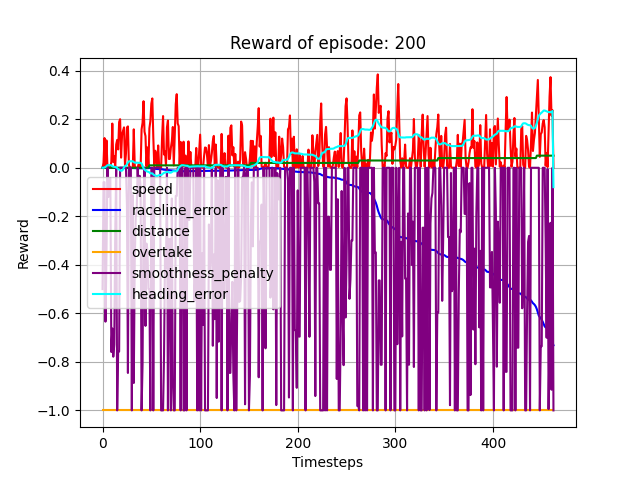 Reward of episode: 200
Reward
0.4
0.2
0.0
−0.2
−0.4
−0.6
−0.8
−1.0
speed
raceline_error
distance
overtake
smoothness_penalty
heading_error
0 100 200 300 400
Timesteps